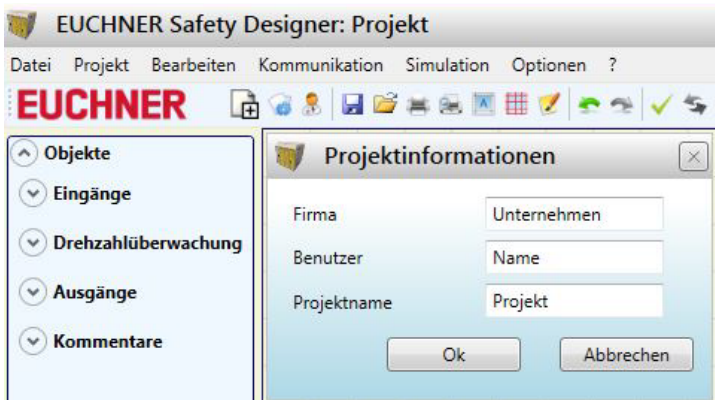 EUCHNER Safety Designer: Projekt
Datei Projekt Bearbeiten Kommunikation Simulation Optionen ?
EUCHNER
Objekte
Eingänge
Drehzahlüberwachung
Ausgänge
Kommentare
Projektinformationen
Firma Unternehmen
Benutzer Name
Projektname Projekt
Ok Abbrechen